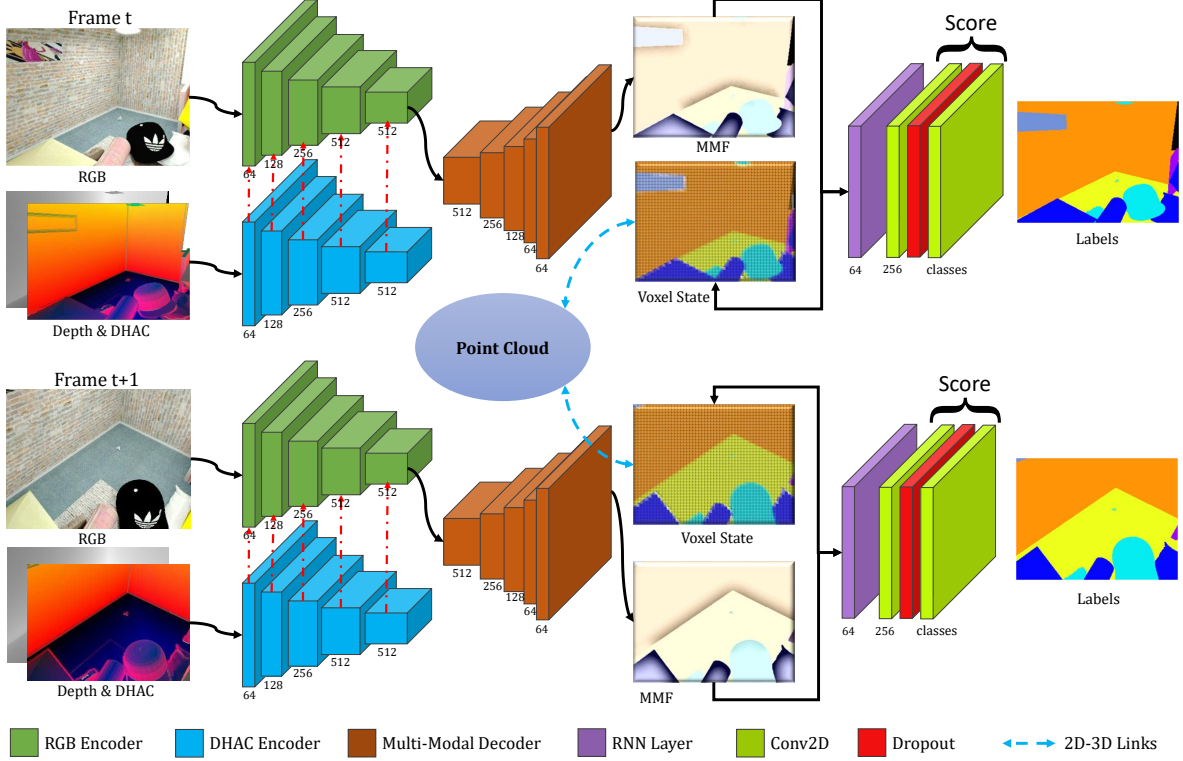 Frame t
Score
64
128
256
512
512
RGB
MMF
512
256
128
64
64
64
256
classes
Labels
64
128
256
512
512
Depth & DHAC
Voxel State
Point Cloud
Frame t+1
Score
64
128
256
512
512
RGB
Voxel State
512
256
128
64
64
64
256
classes
Labels
64
128
256
512
512
Depth & DHAC
MMF
RGB Encoder
DHAC Encoder
Multi-Modal Decoder
RNN Layer
Conv2D
Dropout
2D-3D Links